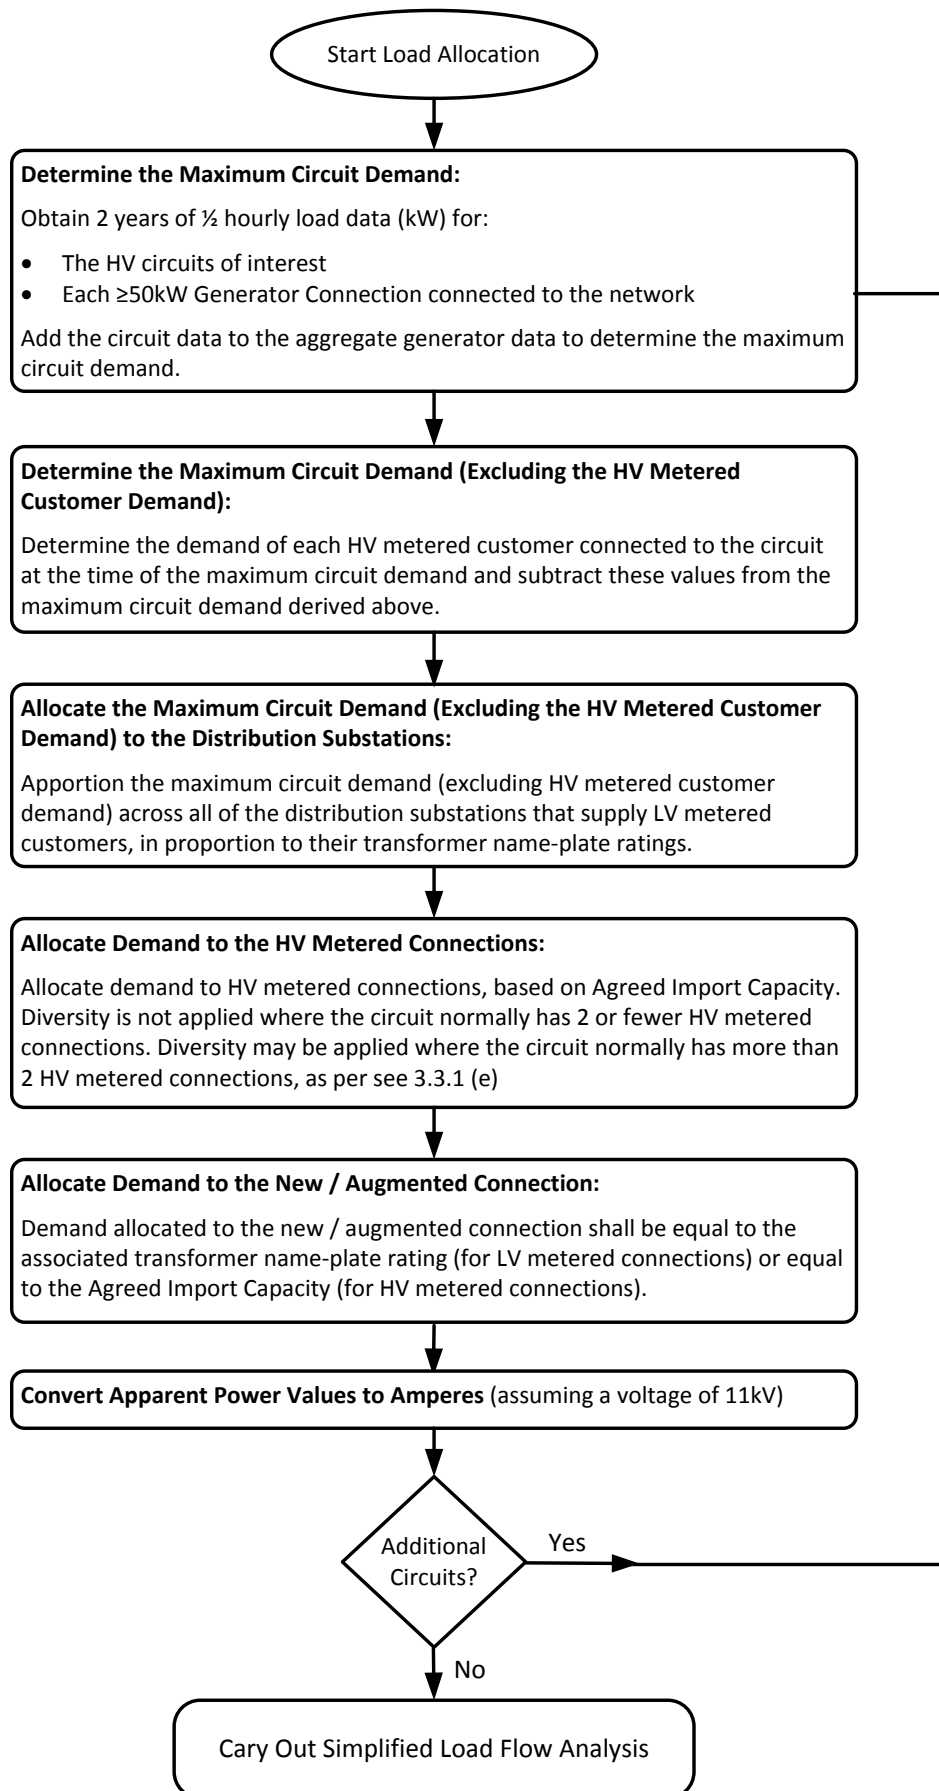 Start Load Allocation
Determine the Maximum Circuit Demand:
Obtain 2 years of ½ hourly load data (kW) for:
• The HV circuits of interest
• Each ≥50kW Generator Connection connected to the network
Add the circuit data to the aggregate generator data to determine the maximum
circuit demand.
Determine the Maximum Circuit Demand (Excluding the HV Metered
Customer Demand):
Determine the demand of each HV metered customer connected to the circuit
at the time of the maximum circuit demand and subtract these values from the
maximum circuit demand derived above.
Allocate the Maximum Circuit Demand (Excluding the HV Metered Customer
Demand) to the Distribution Substations:
Apportion the maximum circuit demand (excluding HV metered customer
demand) across all of the distribution substations that supply LV metered
customers, in proportion to their transformer name-plate ratings.
Allocate Demand to the HV Metered Connections:
Allocate demand to HV metered connections, based on Agreed Import Capacity.
Diversity is not applied where the circuit normally has 2 or fewer HV metered
connections. Diversity may be applied where the circuit normally has more than
2 HV metered connections, as per see 3.3.1 (e)
Allocate Demand to the New / Augmented Connection:
Demand allocated to the new / augmented connection shall be equal to the
associated transformer name-plate rating (for LV metered connections) or equal
to the Agreed Import Capacity (for HV metered connections).
Convert Apparent Power Values to Amperes (assuming a voltage of 11kV)
Additional
Circuits?
Yes
No
Cary Out Simplified Load Flow Analysis